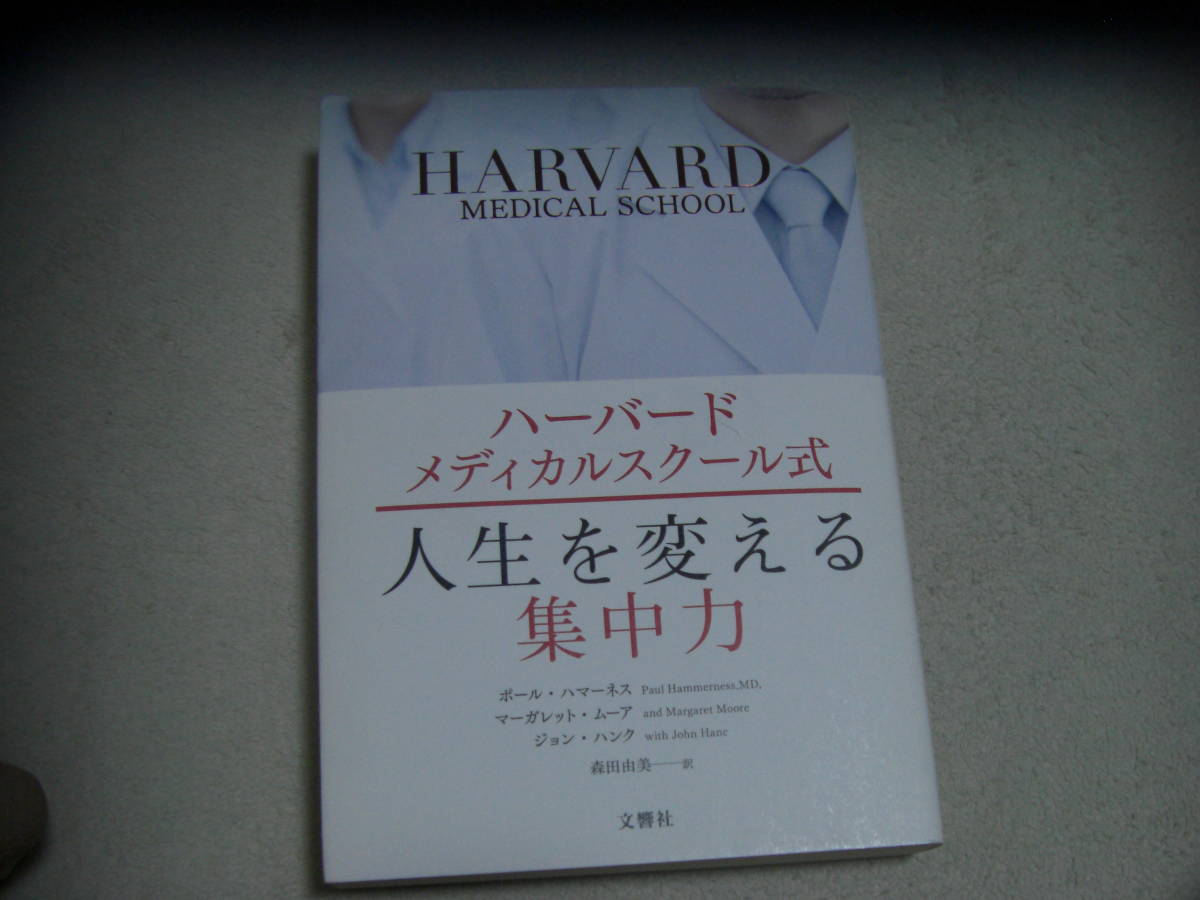 HARVARD
MEDICAL SCHOOL
ハーバード
メディカルスクール式
人生を変える
集中力
ポール・ハマーネス Paul Hammerness, MD,
マーガレット・ムーア and Margaret Moore
ジョン・ハンク with John Hanc
森田由美——訳
文響社